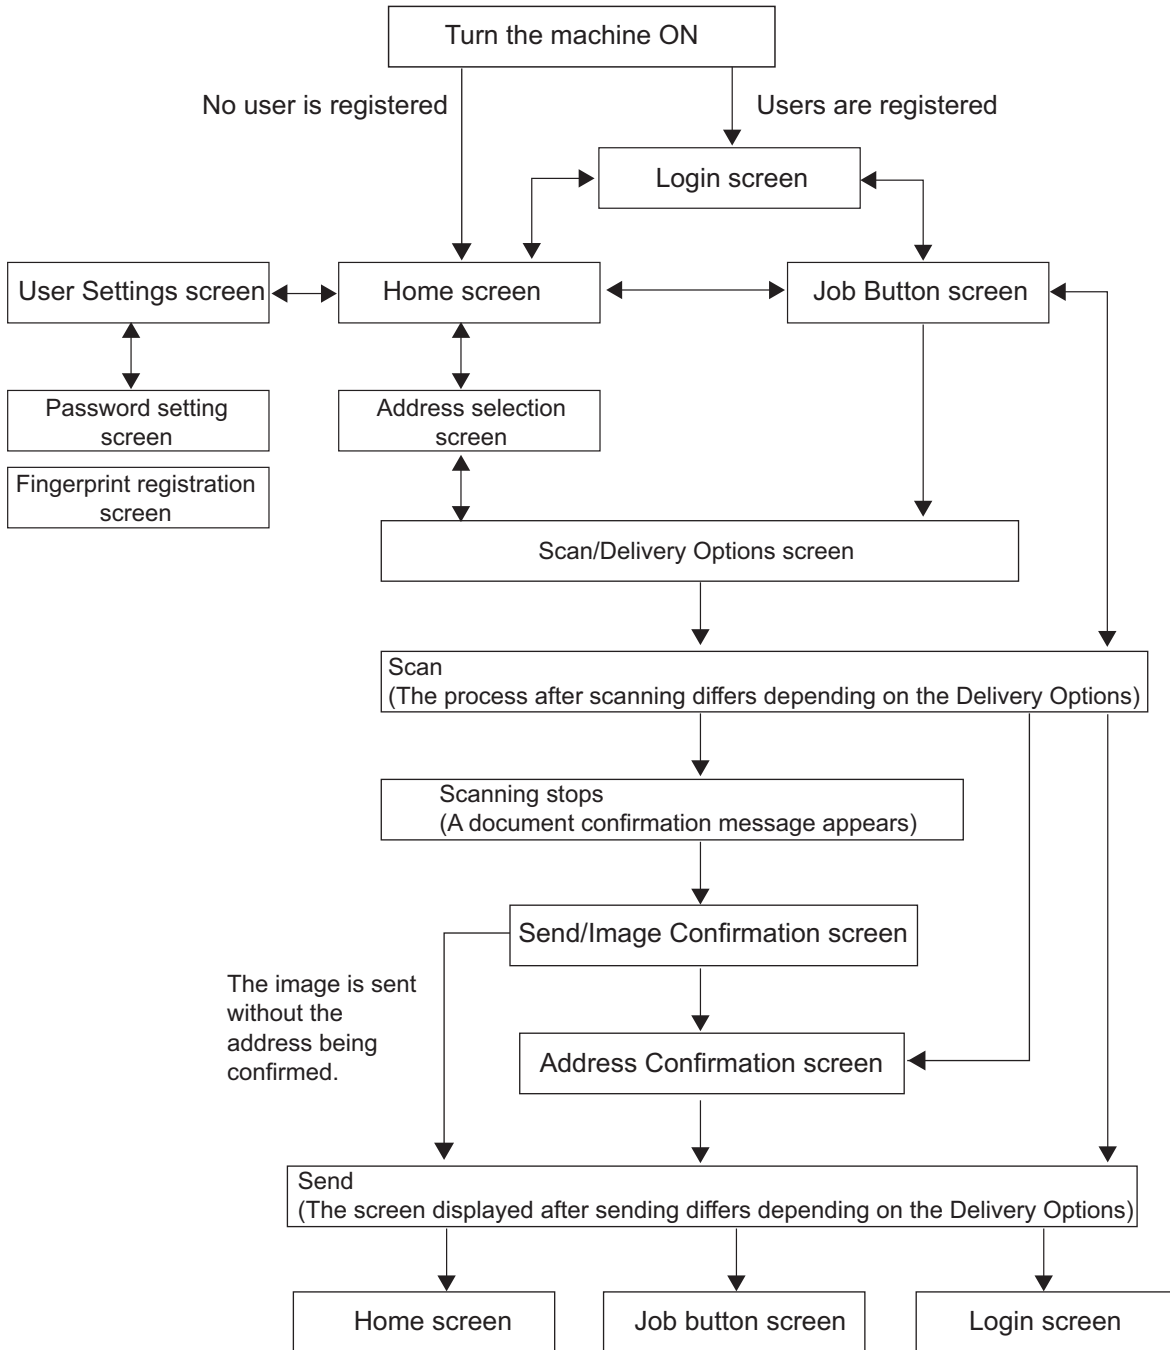 Turn the machine ON
No user is registered
Users are registered
Login screen
User Settings screen
Home screen
Job Button screen
Password setting
screen
Address selection
screen
Fingerprint registration
screen
Scan/Delivery Options screen
Scan
(The process after scanning differs depending on the Delivery Options)
Scanning stops
(A document confirmation message appears)
Send/Image Confirmation screen
The image is sent
without the
address being
confirmed.
Address Confirmation screen
Send
(The screen displayed after sending differs depending on the Delivery Options)
Home screen
Job button screen
Login screen